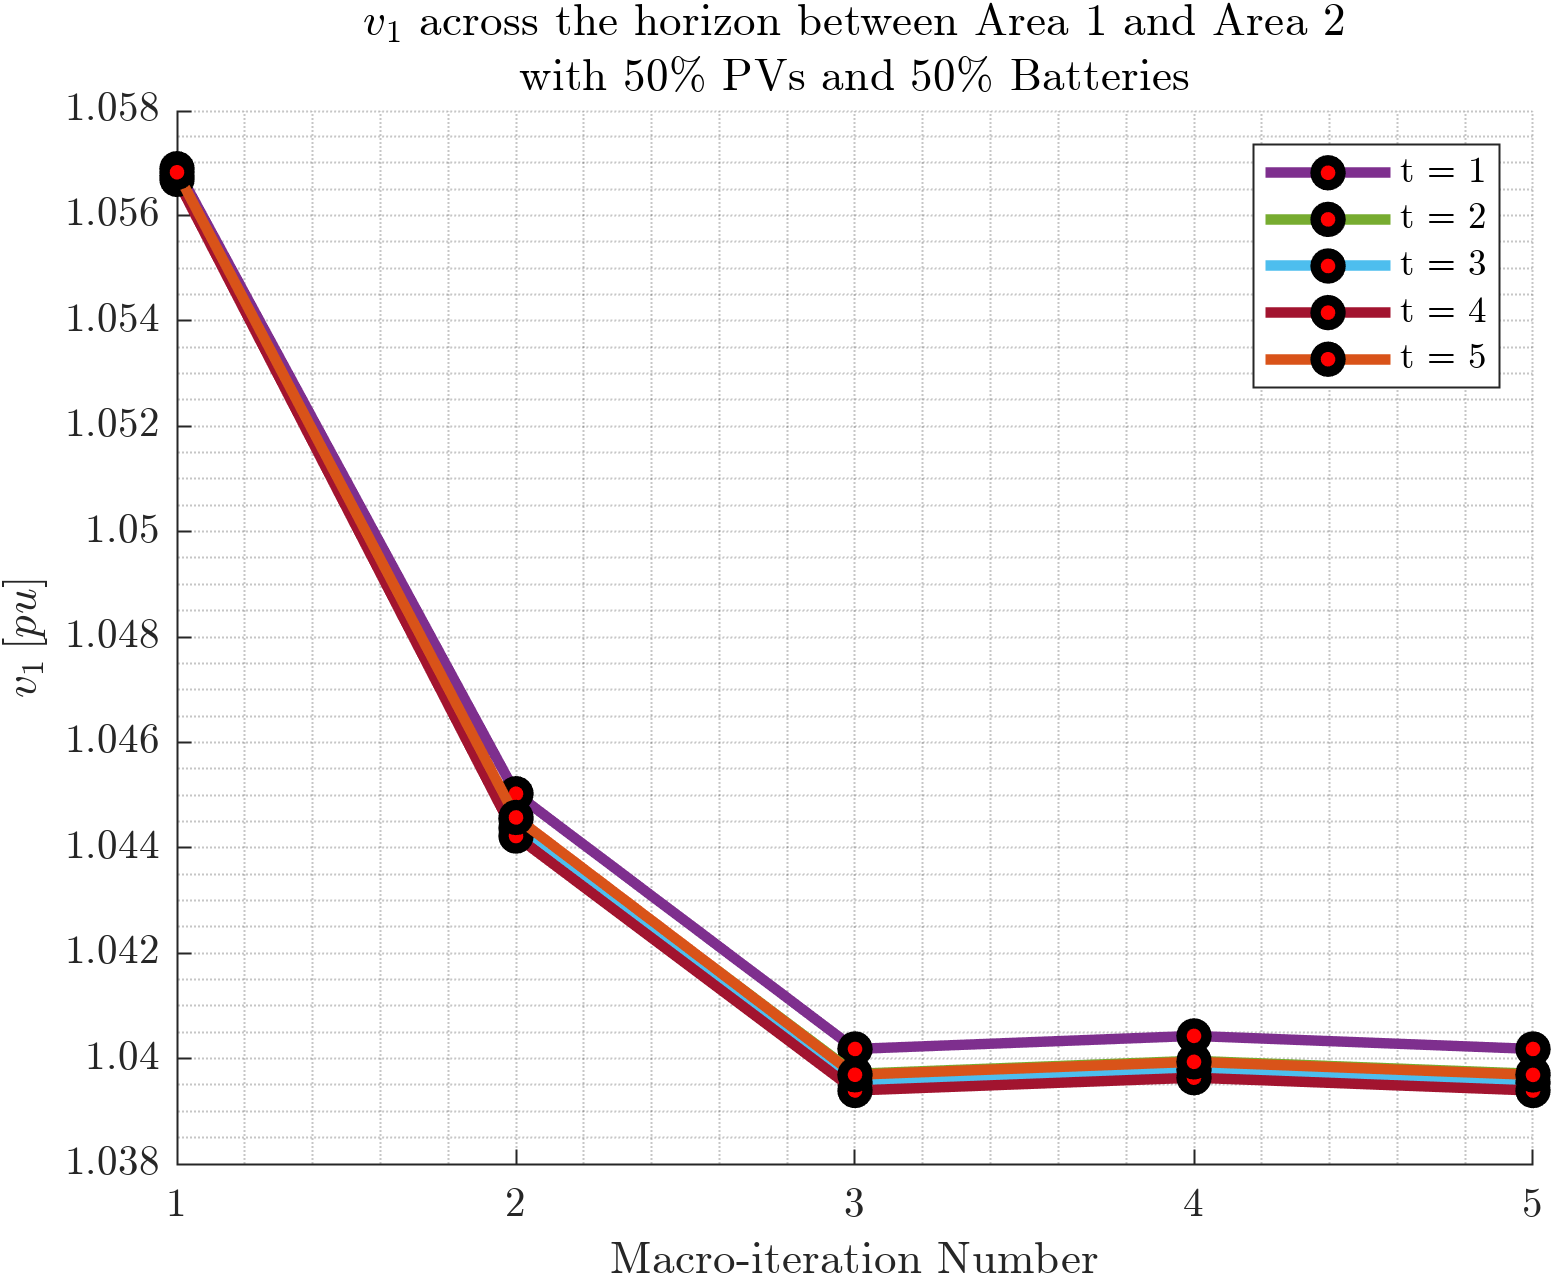 v₁ across the horizon between Area 1 and Area 2
with 50% PVs and 50% Batteries
1.058
1.056
1.054
1.052
1.05
1.048
1.046
1.044
1.042
1.04
1.038
v₁ [pu]
t = 1
t = 2
t = 3
t = 4
t = 5
1 2 3 4 5
Macro-iteration Number